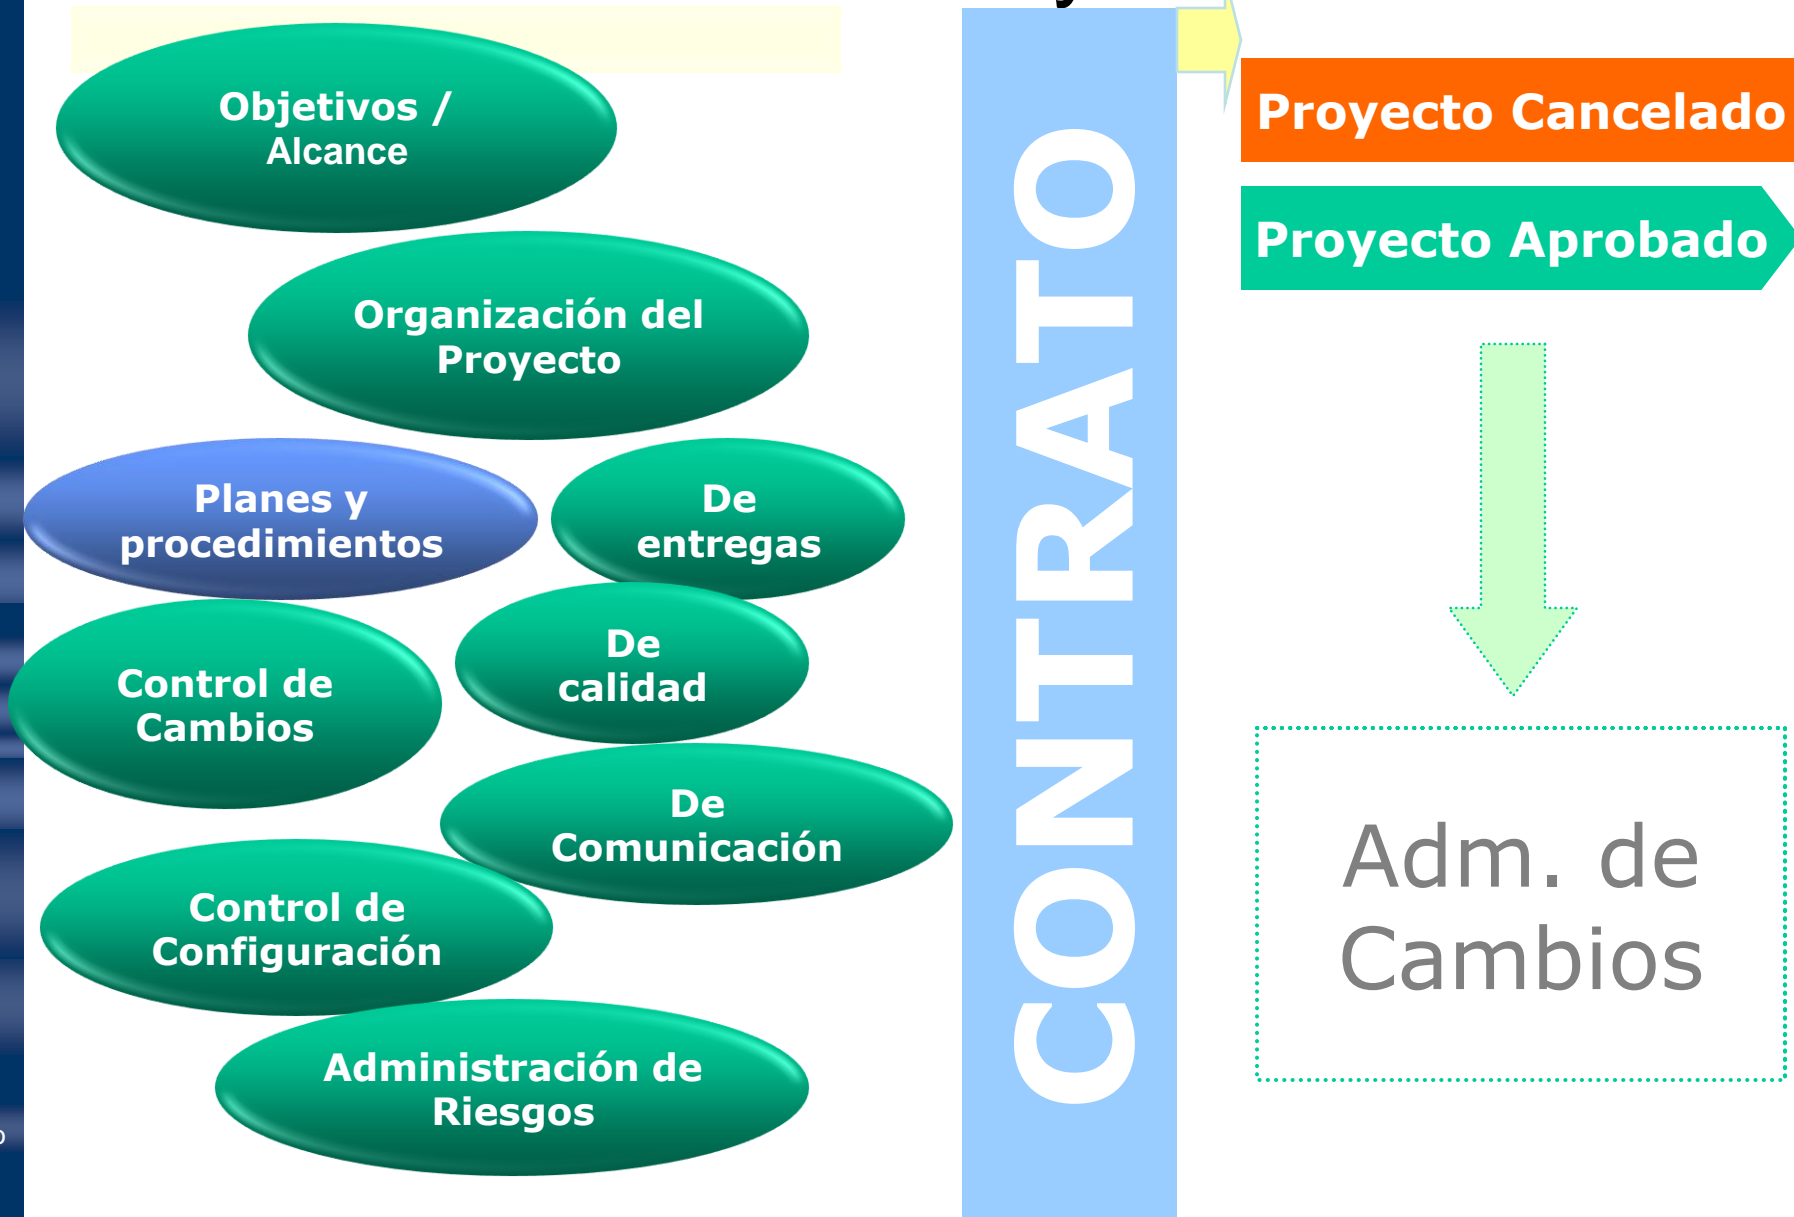 Objetivos /
Alcance
Organización del
Proyecto
Planes y
procedimientos
De
entregas
Control de
Cambios
De
calidad
De
Comunicación
Control de
Configuración
Administración de
Riesgos
CONTRATO
Proyecto Cancelado
Proyecto Aprobado
Adm. de
Cambios